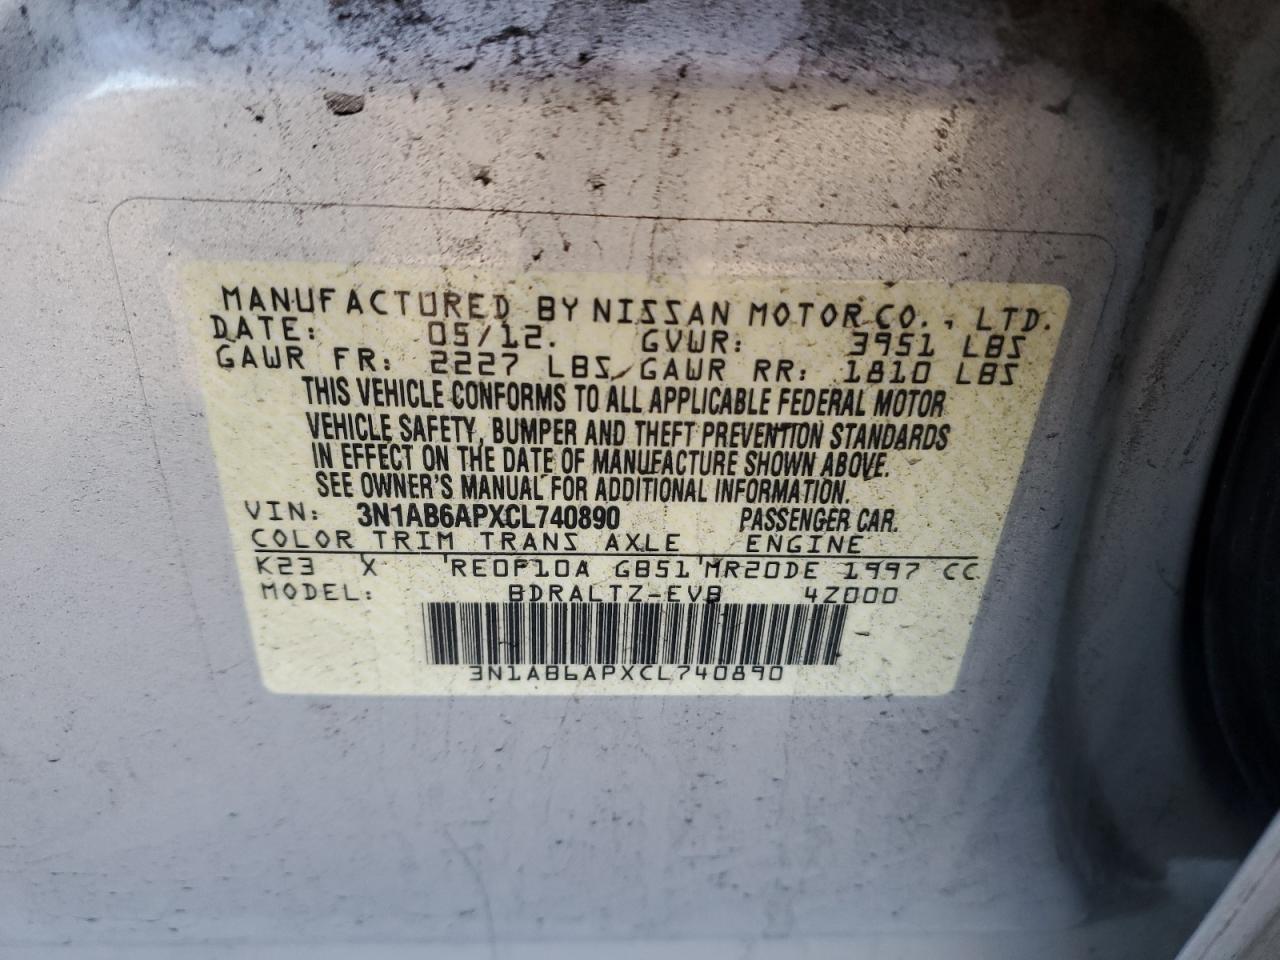 MANUFACTURED BY NISSAN MOTOR CO., LTD.
DATE: 05/12. GVWR: 3951 LBS
GAWR FR: 2227 LBS, GAWR RR: 1810 LBS
THIS VEHICLE CONFORMS TO ALL APPLICABLE FEDERAL MOTOR
VEHICLE SAFETY, BUMPER AND THEFT PREVENTION STANDARDS
IN EFFECT ON THE DATE OF MANUFACTURE SHOWN ABOVE.
SEE OWNER'S MANUAL FOR ADDITIONAL INFORMATION.
VIN: 3N1AB6APXCL740890 PASSENGER CAR.
COLOR TRIM TRANS AXLE ENGINE
K23 X RE0F10A GB51 MR20DE 1997 CC
MODEL: BDRALTZ-EVB 4Z000
3N1AB6APXCL740890